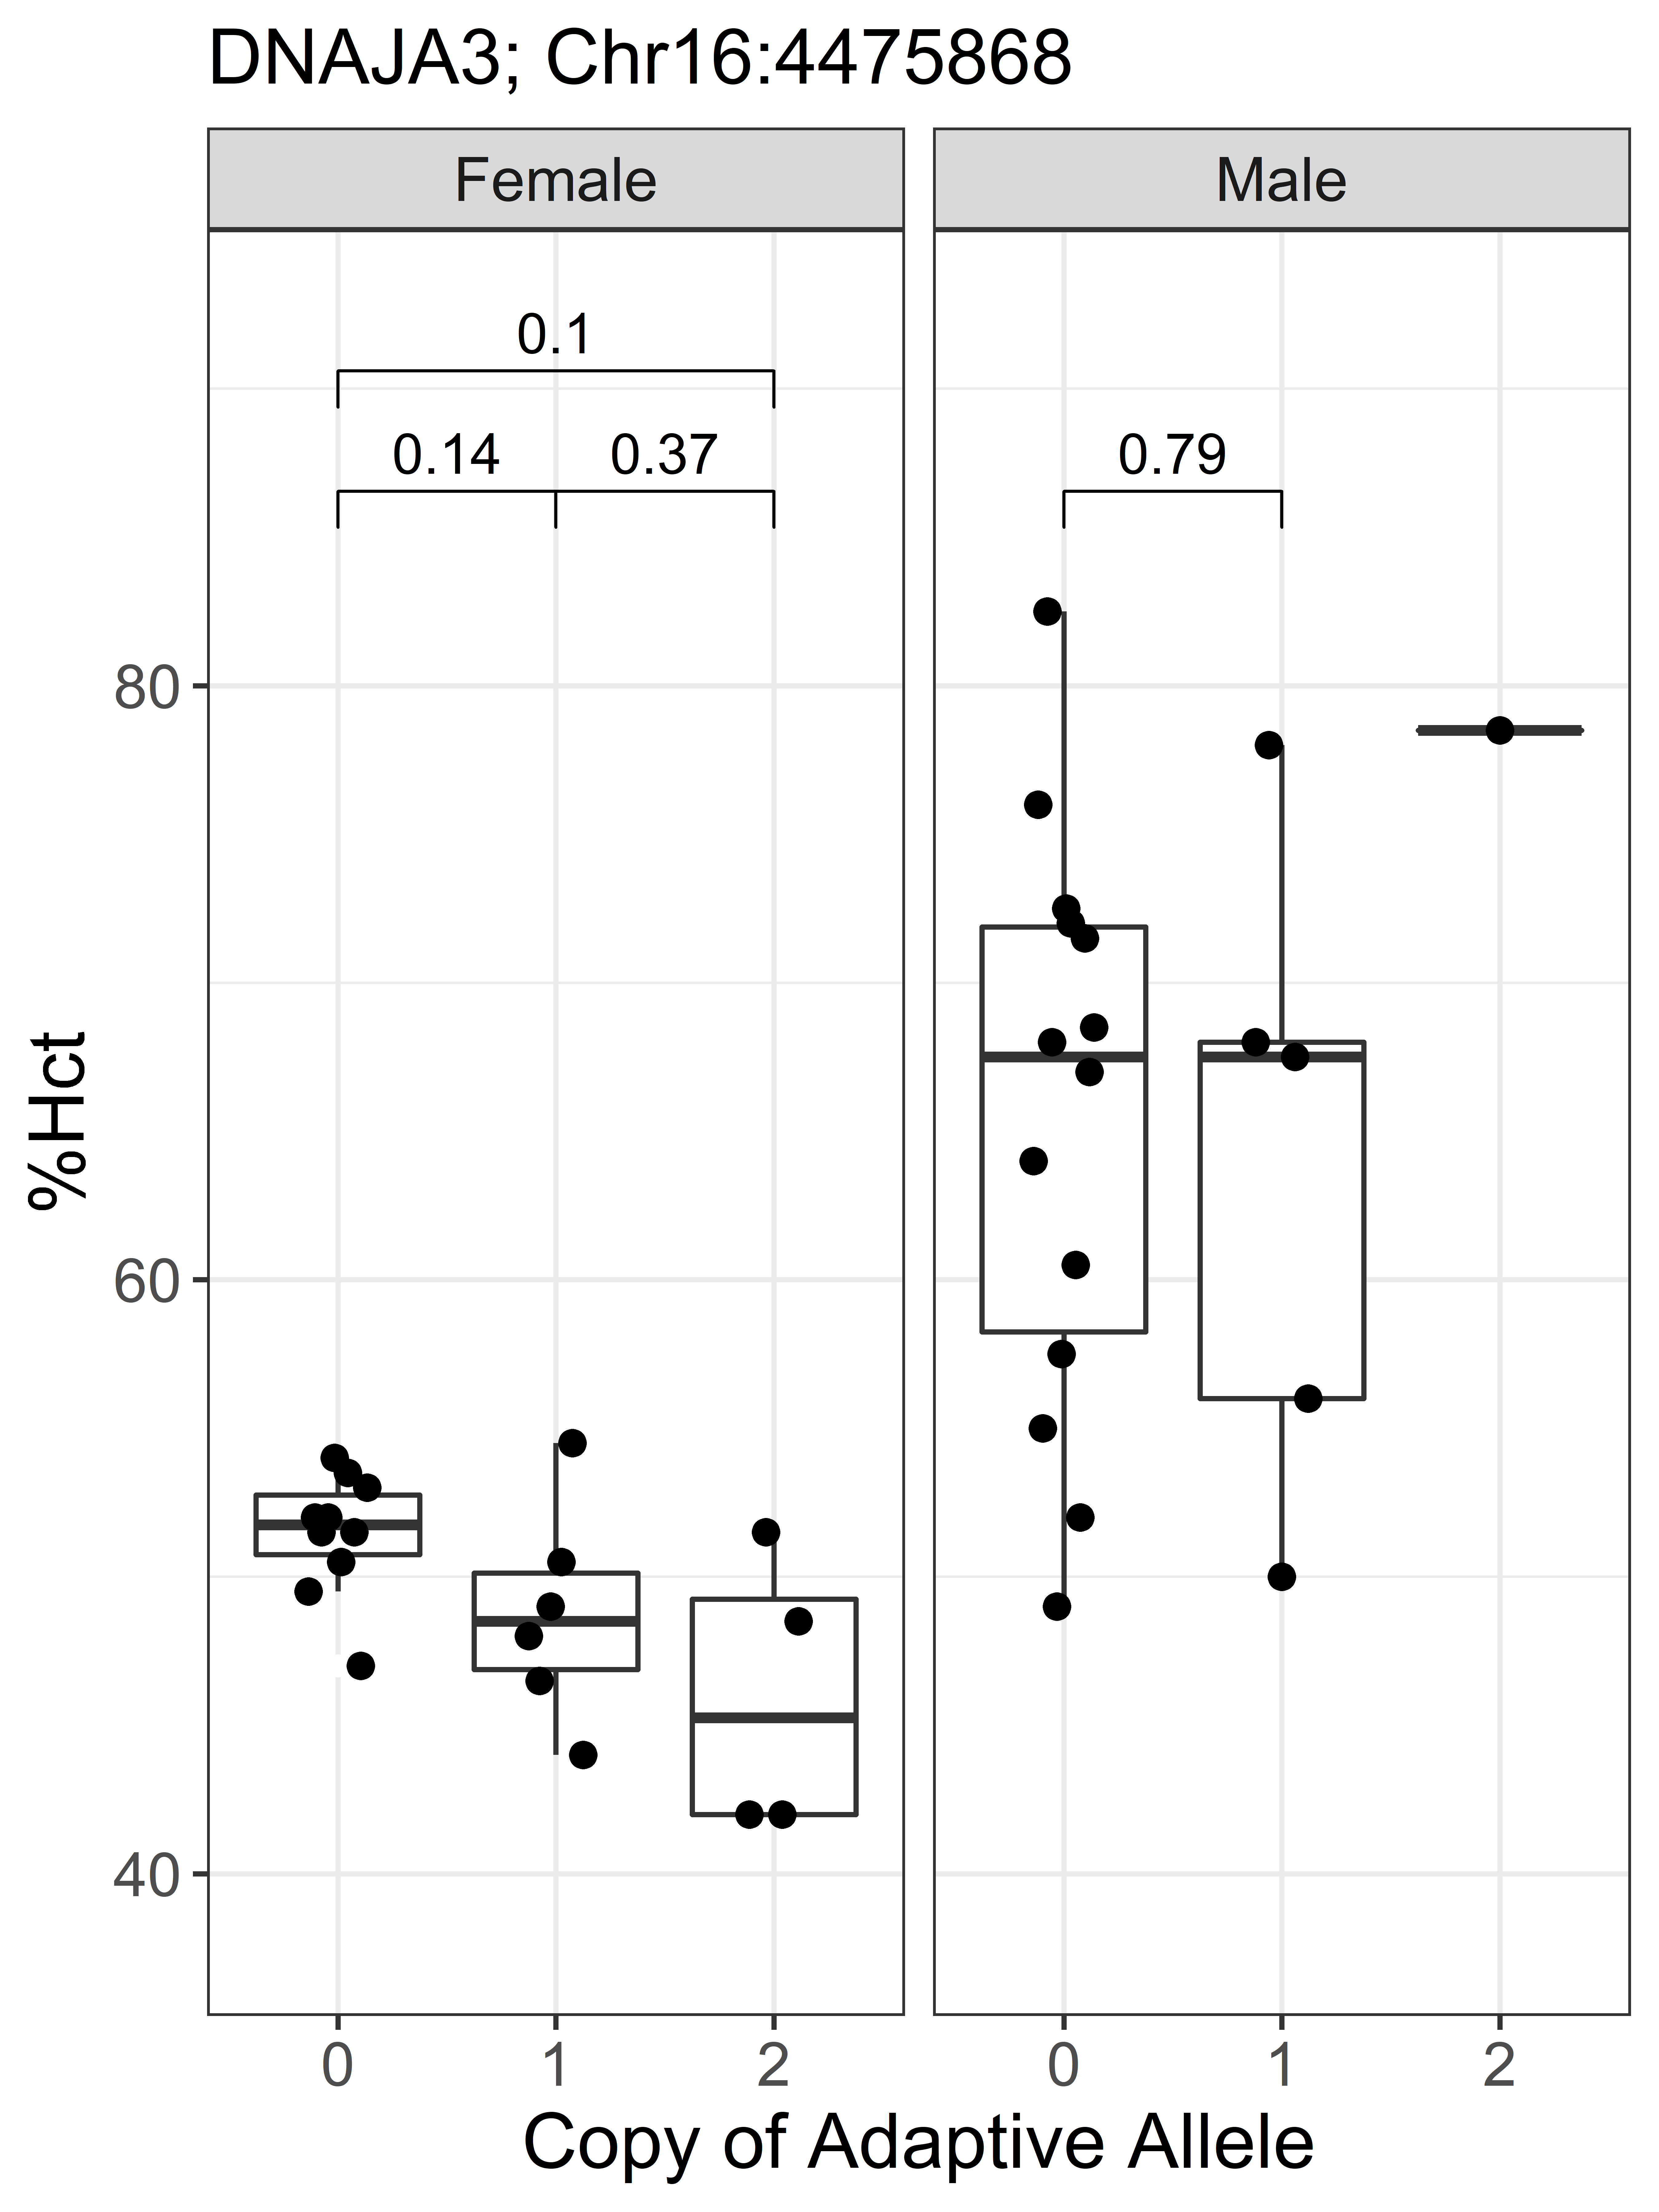 DNAJA3; Chr16:4475868
Female
Male
0.1
0.14
0.37
0.79
80
60
40
%Hct
0
1
2
0
1
2
Copy of Adaptive Allele